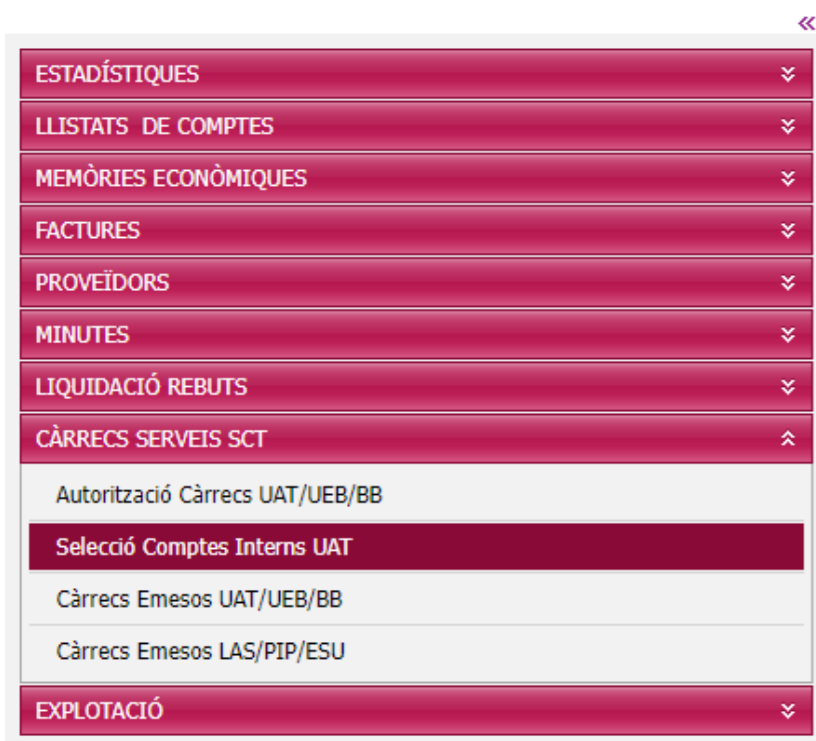 ESTADÍSTIQUES
LLISTATS DE COMPTES
MEMÒRIES ECONÒMIQUES
FACTURES
PROVEÏDORS
MINUTES
LIQUIDACIÓ REBUTS
CÀRRECS SERVEIS SCT
Autorització Càrrecs UAT/UEB/BB
Selecció Comptes Interns UAT
Càrrecs Emesos UAT/UEB/BB
Càrrecs Emesos LAS/PIP/ESU
EXPLOTACIÓ